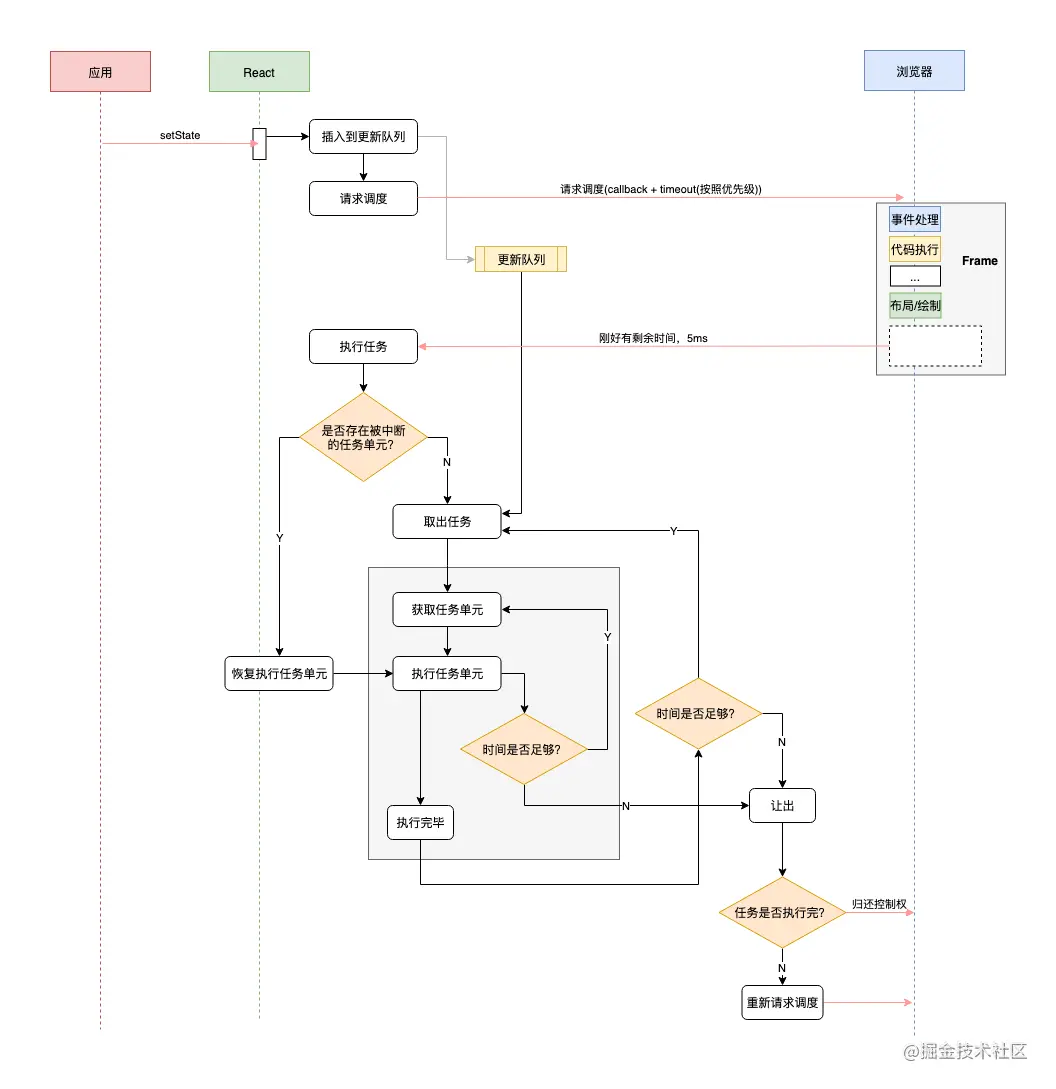 应用
React
浏览器
setState
插入到更新队列
请求调度
请求调度(callback + timeout(按照优先级))
事件处理
代码执行
Frame
...
布局/绘制
更新队列
执行任务
刚好有剩余时间，5ms
是否存在被中断
的任务单元?
N
Y
取出任务
Y
获取任务单元
Y
恢复执行任务单元
执行任务单元
时间是否足够?
时间是否足够?
N
N
让出
执行完毕
任务是否执行完?
归还控制权
N
重新请求调度
@掘金技术社区